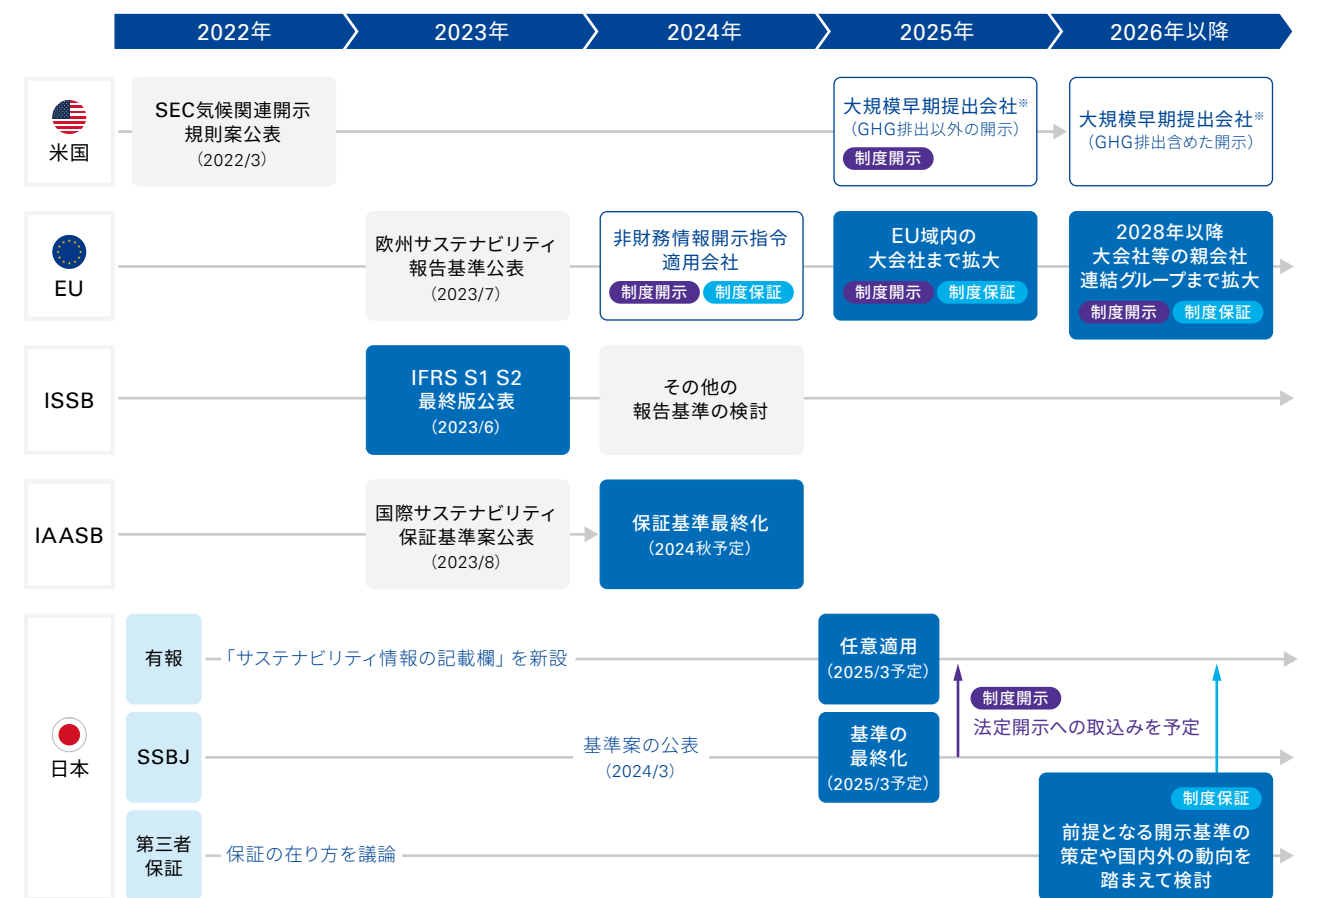 2022年
2023年
2024年
2025年
2026年以降
米国
SEC気候関連開示
規則案公表
（2022/3）
大規模早期提出会社※
（GHG排出以外の開示）
制度開示
大規模早期提出会社※
（GHG排出含めた開示）
EU
欧州サステナビリティ
報告基準公表
（2023/7）
非財務情報開示指令
適用会社
制度開示 制度保証
EU域内の
大会社まで拡大
制度開示 制度保証
2028年以降
大会社等の親会社
連結グループまで拡大
制度開示 制度保証
ISSB
IFRS S1 S2
最終版公表
（2023/6）
その他の
報告基準の検討
IAASB
国際サステナビリティ
保証基準案公表
（2023/8）
保証基準最終化
（2024秋予定）
日本
有報
「サステナビリティ情報の記載欄」を新設
任意適用
（2025/3予定）
制度開示
法定開示への取込みを予定
SSBJ
基準案の公表
（2024/3）
基準の
最終化
（2025/3予定）
第三者
保証
保証の在り方を議論
制度保証
前提となる開示基準の
策定や国内外の動向を
踏まえて検討